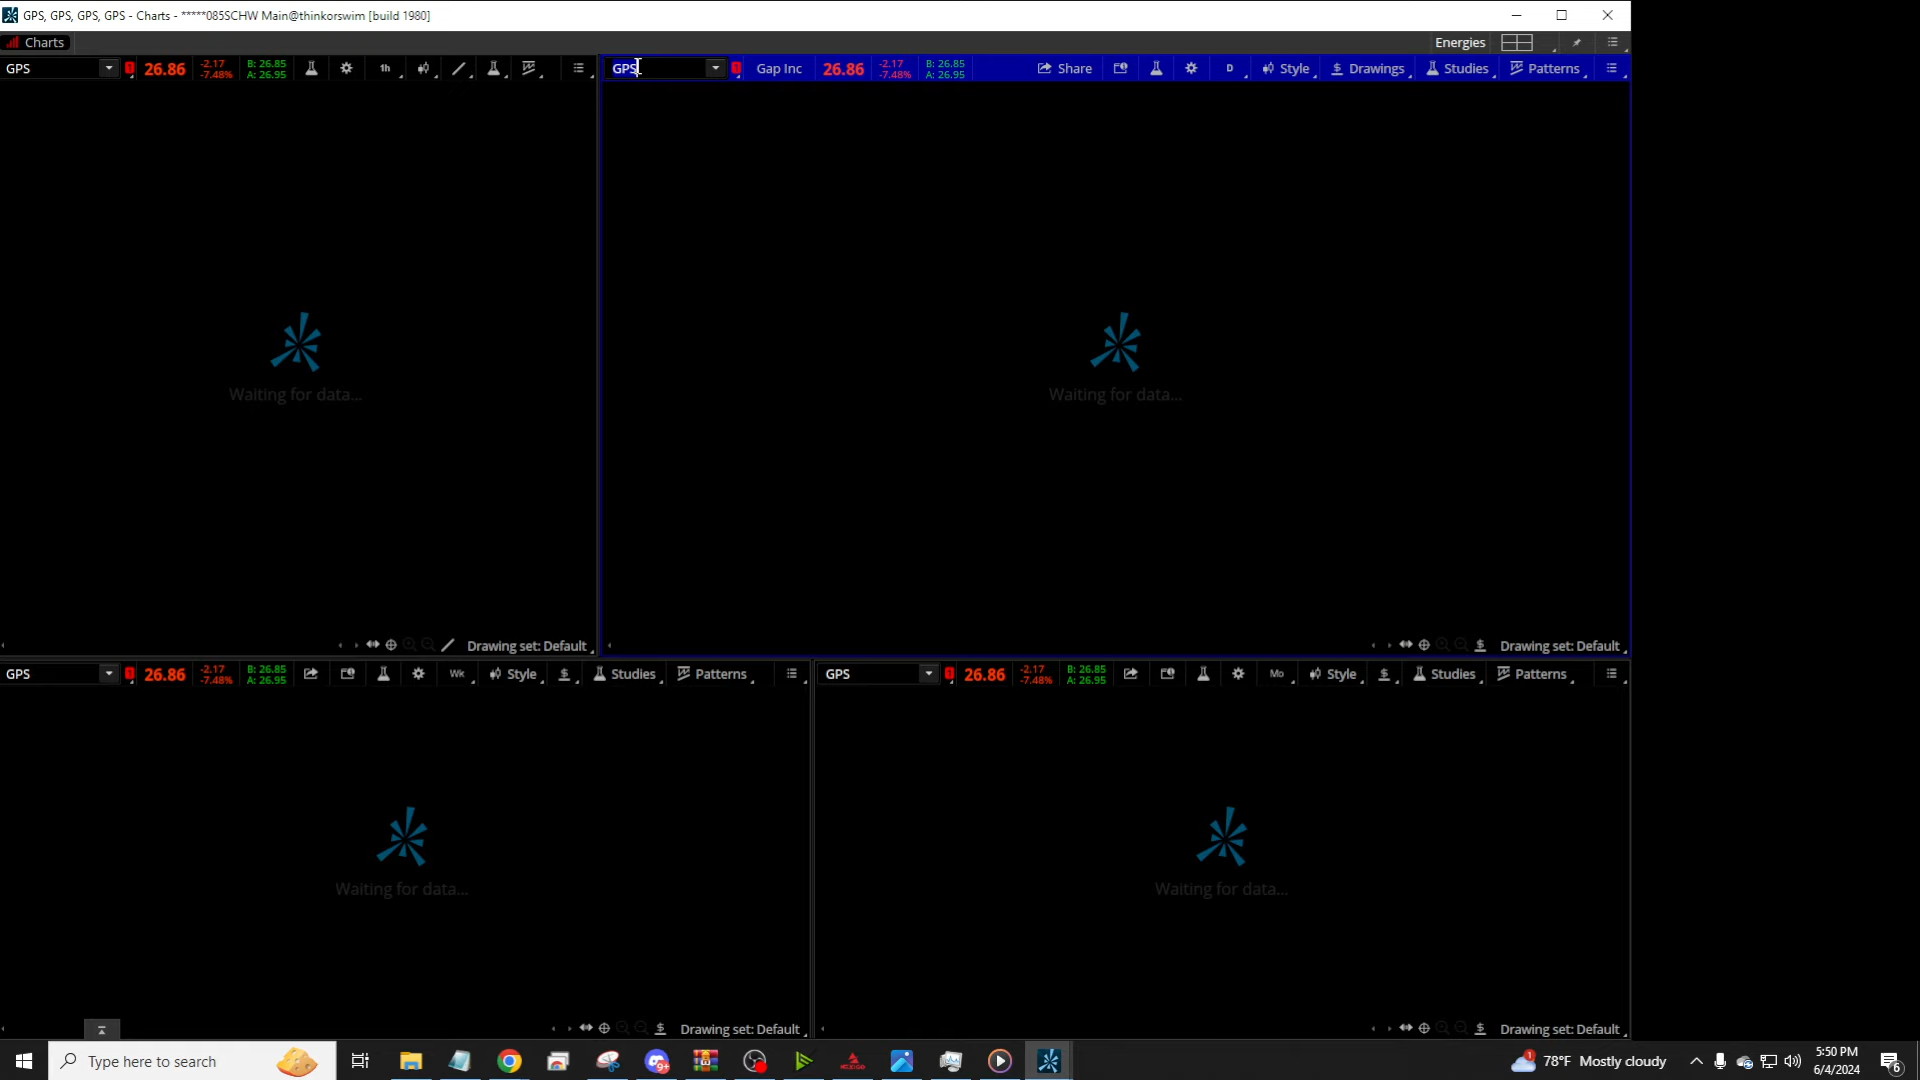 GPS, GPS, GPS, GPS - Charts - *****085SCHW Main@thinkorswim [build 1980]
Charts
Energies
GPS
26.86
-2.17
-7.48%
B: 26.85
A: 26.95
1h
GPS
Gap Inc
26.86
-2.17
-7.48%
B: 26.85
A: 26.95
Share
D
Style
Drawings
Studies
Patterns
Waiting for data...
Waiting for data...
Drawing set: Default
Drawing set: Default
GPS
26.86
-2.17
-7.48%
B: 26.85
A: 26.95
Wk
Style
Studies
Patterns
GPS
26.86
-2.17
-7.48%
B: 26.85
A: 26.95
Mo
Style
Studies
Patterns
Waiting for data...
Waiting for data...
Drawing set: Default
Drawing set: Default
Type here to search
9+
1
78°F Mostly cloudy
5:50 PM
6/4/2024
6